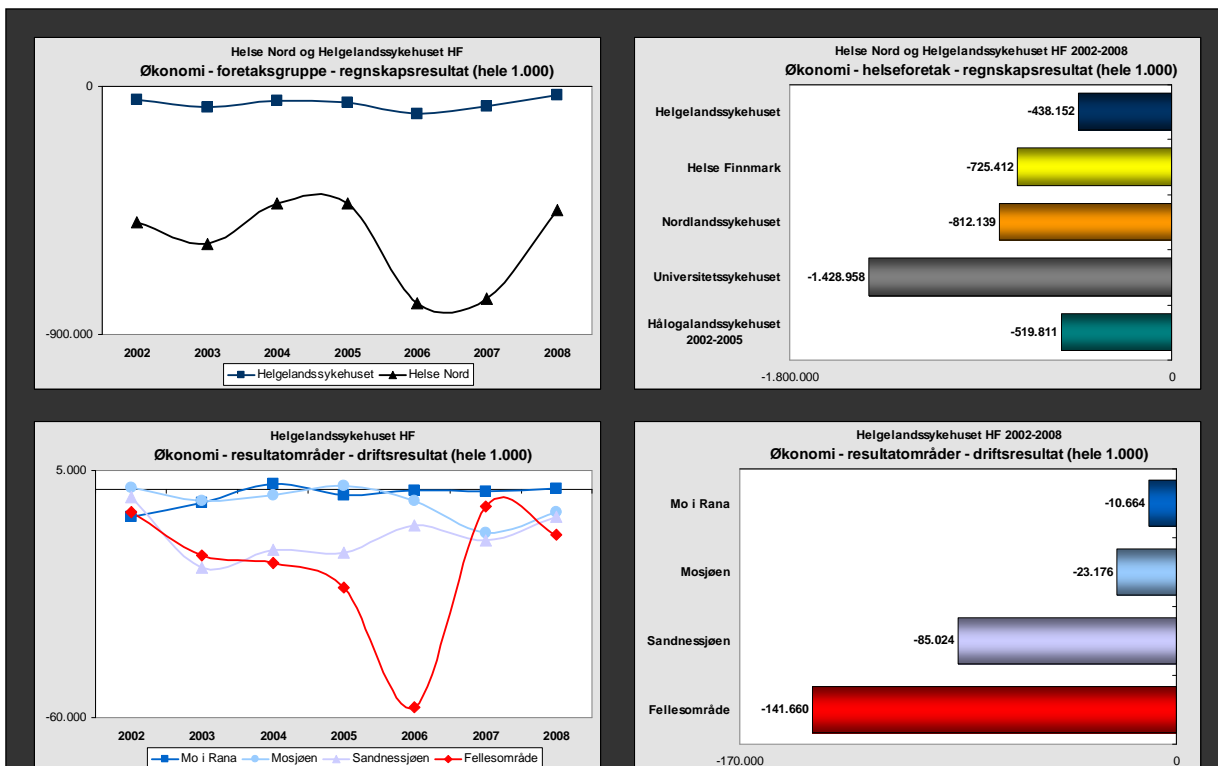 Helse Nord og Helgelandssykehuset HF
Økonomi - foretaksgruppe - regnskapsresultat (hele 1.000)
0
-900.000
2002 2003 2004 2005 2006 2007 2008
Helgelandssykehuset Helse Nord
Helse Nord og Helgelandssykehuset HF 2002-2008
Økonomi - helseforetak - regnskapsresultat (hele 1.000)
Helgelandssykehuset -438.152
Helse Finnmark -725.412
Nordlandssykehuset -812.139
Universitetssykehuset -1.428.958
Hålogalandssykehuset
2002-2005 -519.811
-1.800.000 0
Helgelandssykehuset HF
Økonomi - resultatområder - driftsresultat (hele 1.000)
5.000
-60.000
2002 2003 2004 2005 2006 2007 2008
Mo i Rana Mosjøen Sandnessjøen Fellesområde
Helgelandssykehuset HF 2002-2008
Økonomi - resultatområder - driftsresultat (hele 1.000)
Mo i Rana -10.664
Mosjøen -23.176
Sandnessjøen -85.024
Fellesområde -141.660
-170.000 0